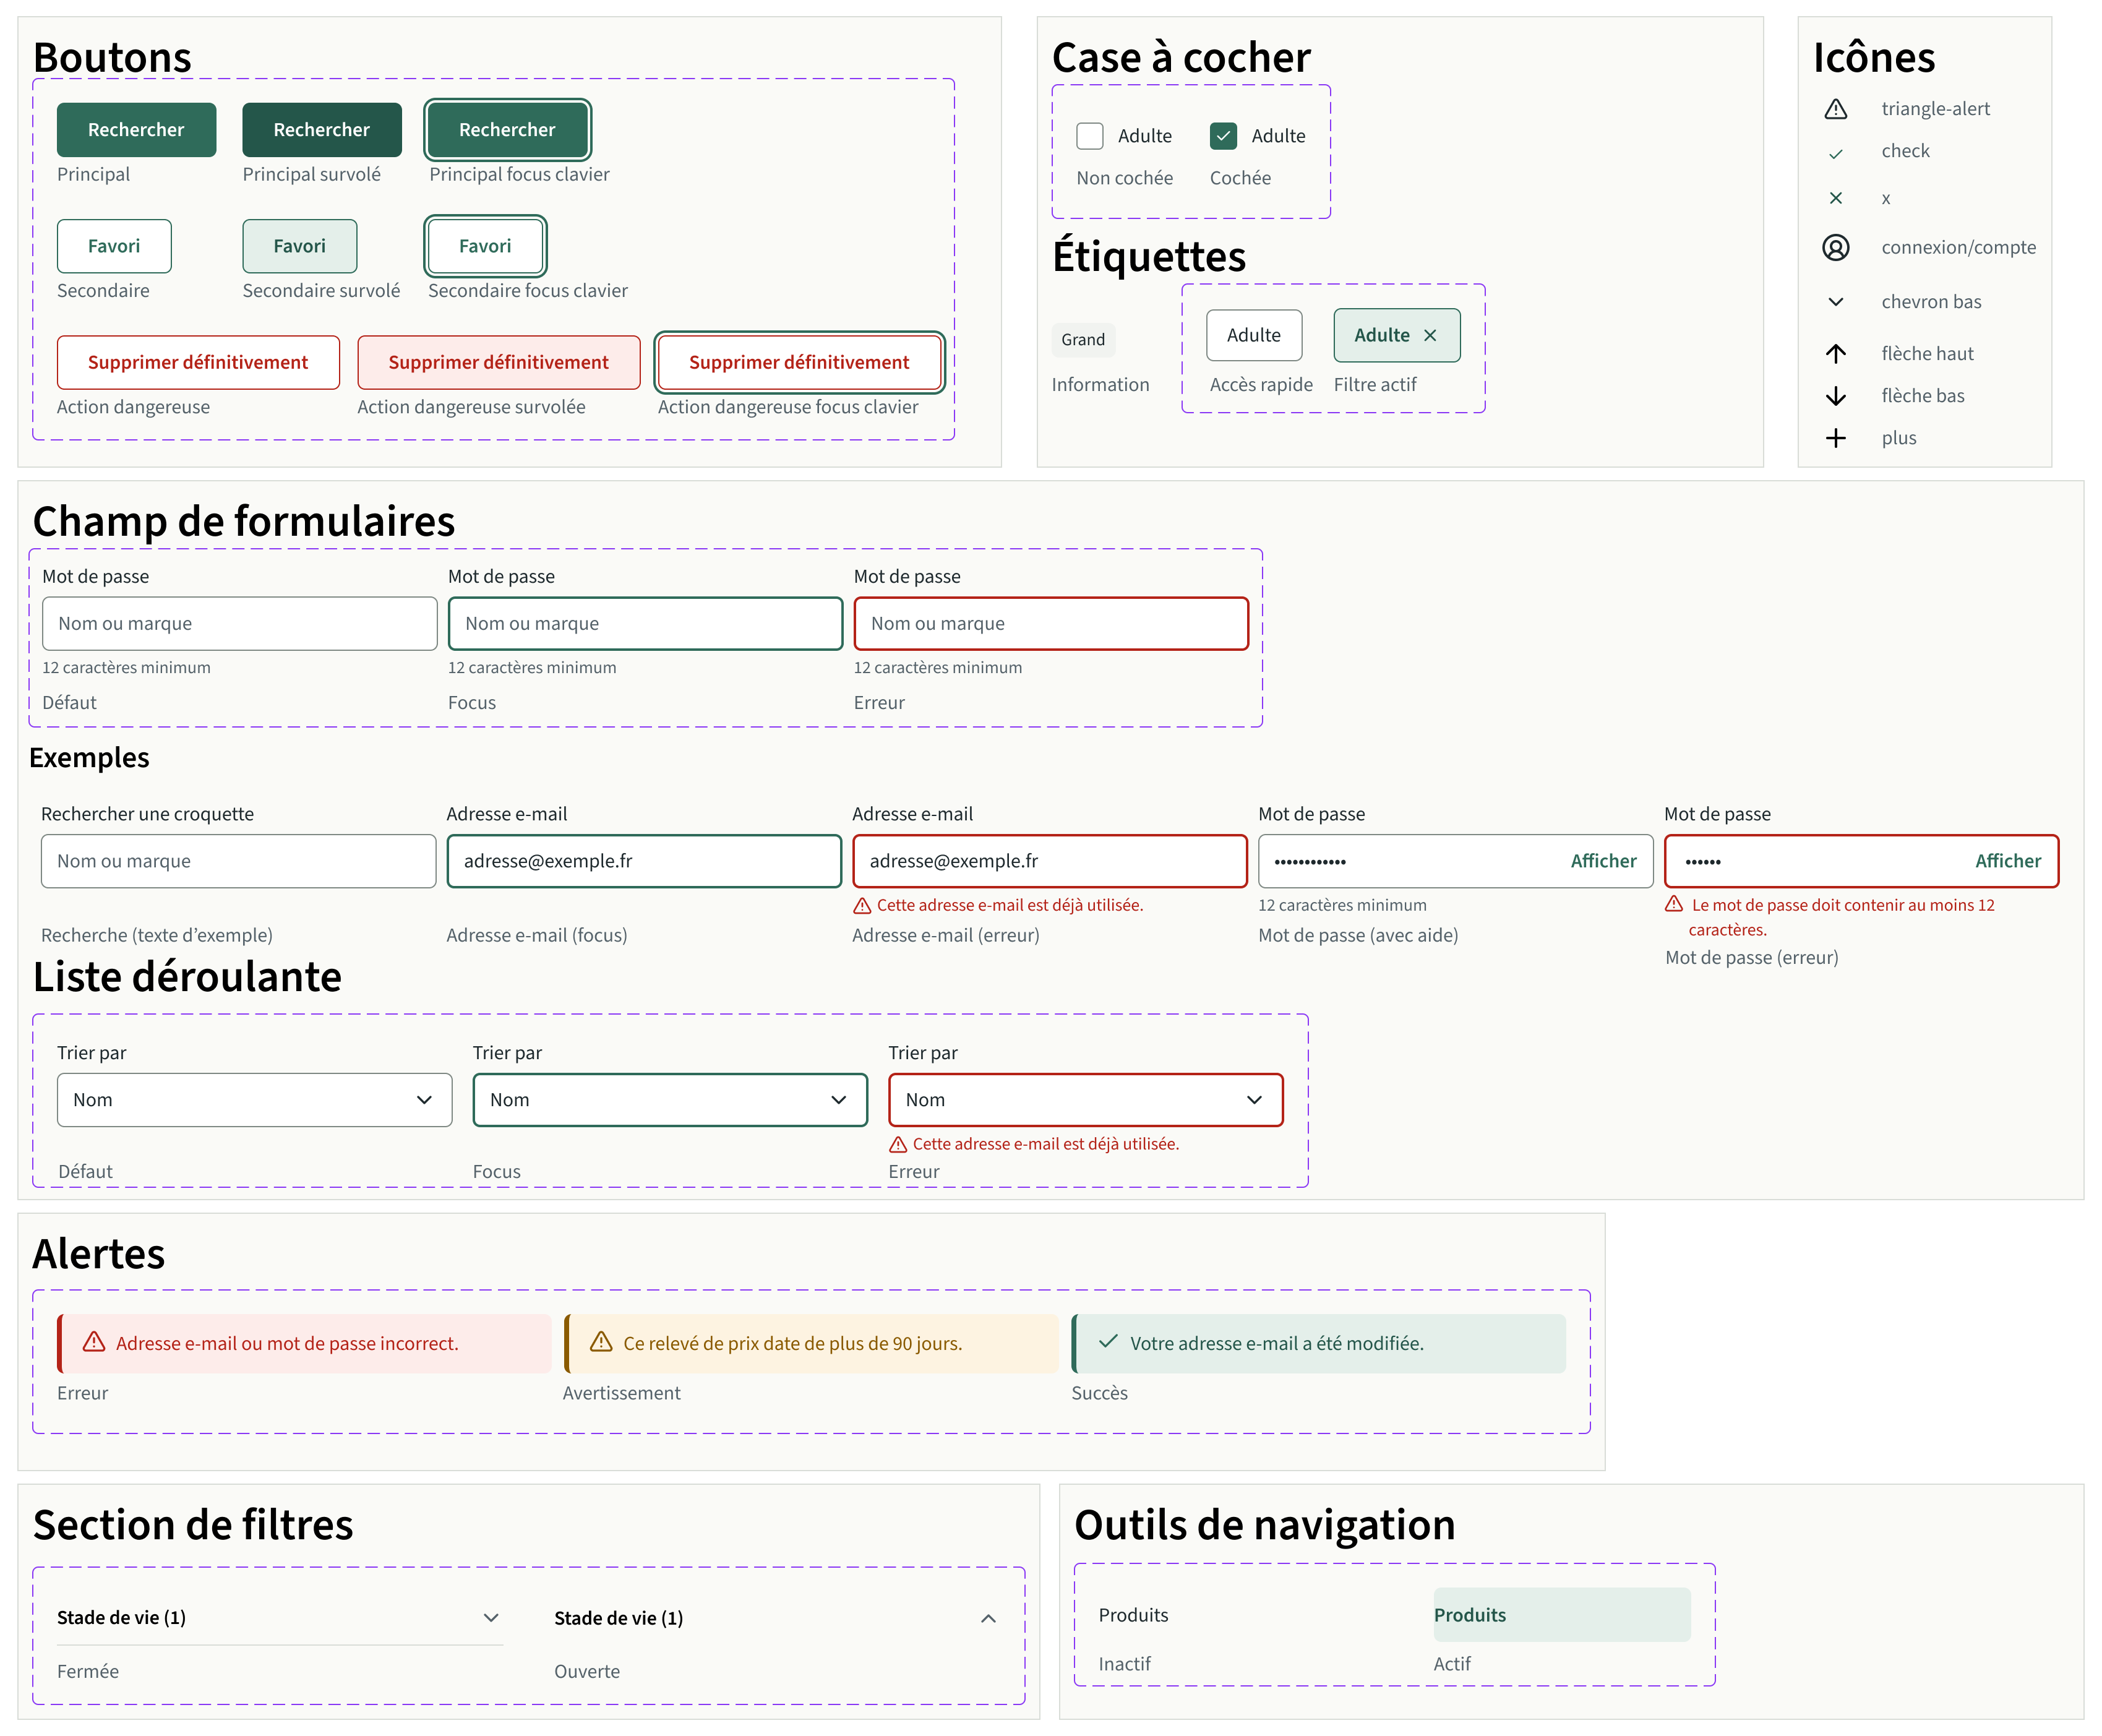 Boutons
Rechercher
Rechercher
Rechercher
Principal
Principal survolé
Principal focus clavier
Favori
Favori
Favori
Secondaire
Secondaire survolé
Secondaire focus clavier
Supprimer définitivement
Supprimer définitivement
Supprimer définitivement
Action dangereuse
Action dangereuse survolée
Action dangereuse focus clavier
Case à cocher
Adulte
Adulte
Non cochée
Cochée
Étiquettes
Grand
Adulte
Adulte
Information
Accès rapide
Filtre actif
Icônes
triangle-alert
check
x
connexion/compte
chevron bas
flèche haut
flèche bas
plus
Champ de formulaires
Mot de passe
Mot de passe
Mot de passe
Nom ou marque
Nom ou marque
Nom ou marque
12 caractères minimum
12 caractères minimum
12 caractères minimum
Défaut
Focus
Erreur
Exemples
Rechercher une croquette
Adresse e-mail
Adresse e-mail
Mot de passe
Mot de passe
Nom ou marque
adresse@exemple.fr
adresse@exemple.fr
•••••••••••• Afficher
•••••• Afficher
Cette adresse e-mail est déjà utilisée.
12 caractères minimum
Le mot de passe doit contenir au moins 12
caractères.
Recherche (texte d’exemple)
Adresse e-mail (focus)
Adresse e-mail (erreur)
Mot de passe (avec aide)
Mot de passe (erreur)
Liste déroulante
Trier par
Trier par
Trier par
Nom
Nom
Nom
Cette adresse e-mail est déjà utilisée.
Défaut
Focus
Erreur
Alertes
Adresse e-mail ou mot de passe incorrect.
Ce relevé de prix date de plus de 90 jours.
Votre adresse e-mail a été modifiée.
Erreur
Avertissement
Succès
Section de filtres
Stade de vie (1)
Stade de vie (1)
Fermée
Ouverte
Outils de navigation
Produits
Produits
Inactif
Actif